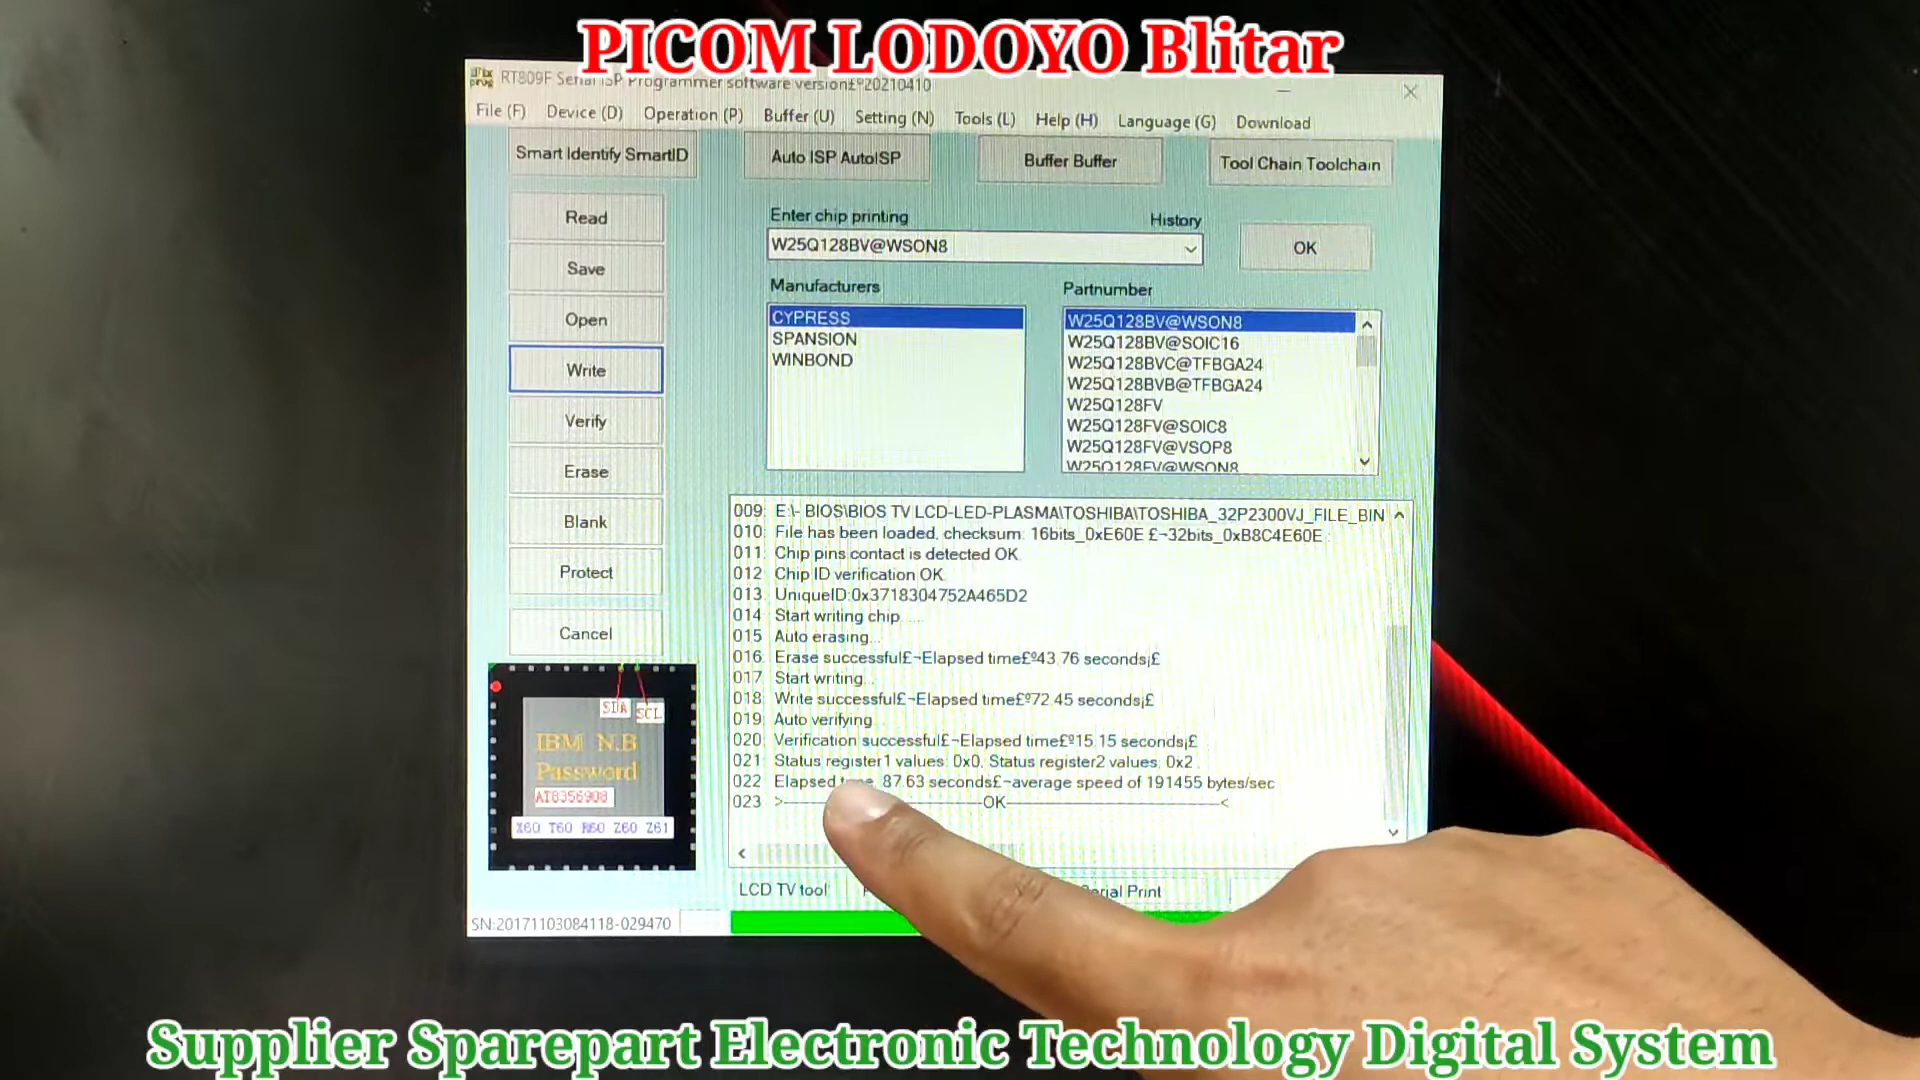 PICOM LODOYO Blitar
RT809F Serial ISP Programmer software version£º20210410
File (F) Device (D) Operation (P) Buffer (U) Setting (N) Tools (L) Help (H) Language (G) Download
Smart Identify SmartID Auto ISP AutoISP Buffer Buffer Tool Chain Toolchain
Read
Save
Open
Write
Verify
Erase
Blank
Protect
Cancel
Enter chip printing History
W25Q128BV@WSON8 OK
Manufacturers
CYPRESS
SPANSION
WINBOND
Partnumber
W25Q128BV@WSON8
W25Q128BV@SOIC16
W25Q128BVC@TFBGA24
W25Q128BVB@TFBGA24
W25Q128FV
W25Q128FV@SOIC8
W25Q128FV@VSOP8
W25Q128FV@WSON8
009: E:\- BIOS\BIOS TV LCD-LED-PLASMA\TOSHIBA\TOSHIBA_32P2300VJ_FILE_BIN
010: File has been loaded, checksum: 16bits_0xE60E £¬32bits_0xB8C4E60E :
011: Chip pins contact is detected OK.
012: Chip ID verification OK.
013: UniqueID:0x3718304752A465D2
014: Start writing chip......
015: Auto erasing...
016: Erase successful£¬Elapsed time£º43.76 seconds¡£
017: Start writing...
018: Write successful£¬Elapsed time£º72.45 seconds¡£
019: Auto verifying...
020: Verification successful£¬Elapsed time£º15.15 seconds¡£
021: Status register1 values: 0x0, Status register2 values: 0x2 .
022: Elapsed 87.63 seconds£¬average speed of 191455 bytes/sec
023: >--------------------OK--------------------<
SDA SCL
IBM N.B
Password
AT8356908
X60 T60 R60 Z60 Z61
LCD TV tool Print
SN:20171103084118-029470
Supplier Sparepart Electronic Technology Digital System